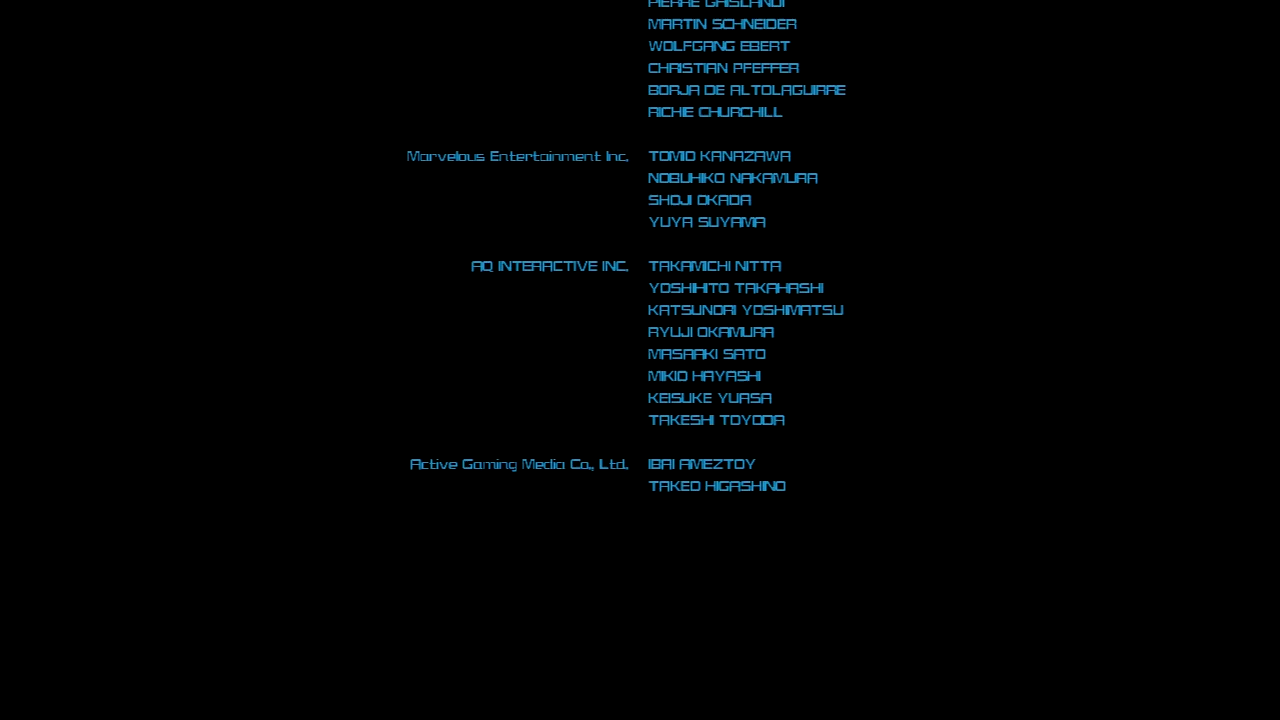 MARTIN SCHNEIDER
WOLFGANG EBERT
CHRISTIAN PFEFFER
BORJA DE ALTOLAGUIRRE
RICHIE CHURCHILL
Marvelous Entertainment Inc. TOMIO KANAZAWA
NOBUHIKO NAKAMURA
SHOJI OKADA
YUYA SUYAMA
AQ INTERACTIVE INC. TAKAMICHI NITTA
YOSHIHITO TAKAHASHI
KATSUNORI YOSHIMATSU
RYUJI OKAMURA
MASAAKI SATO
MIKIO HAYASHI
KEISUKE YUASA
TAKESHI TOYODA
Active Gaming Media Co., Ltd. IBAI AMEZTOY
TAKEO HIGASHINO